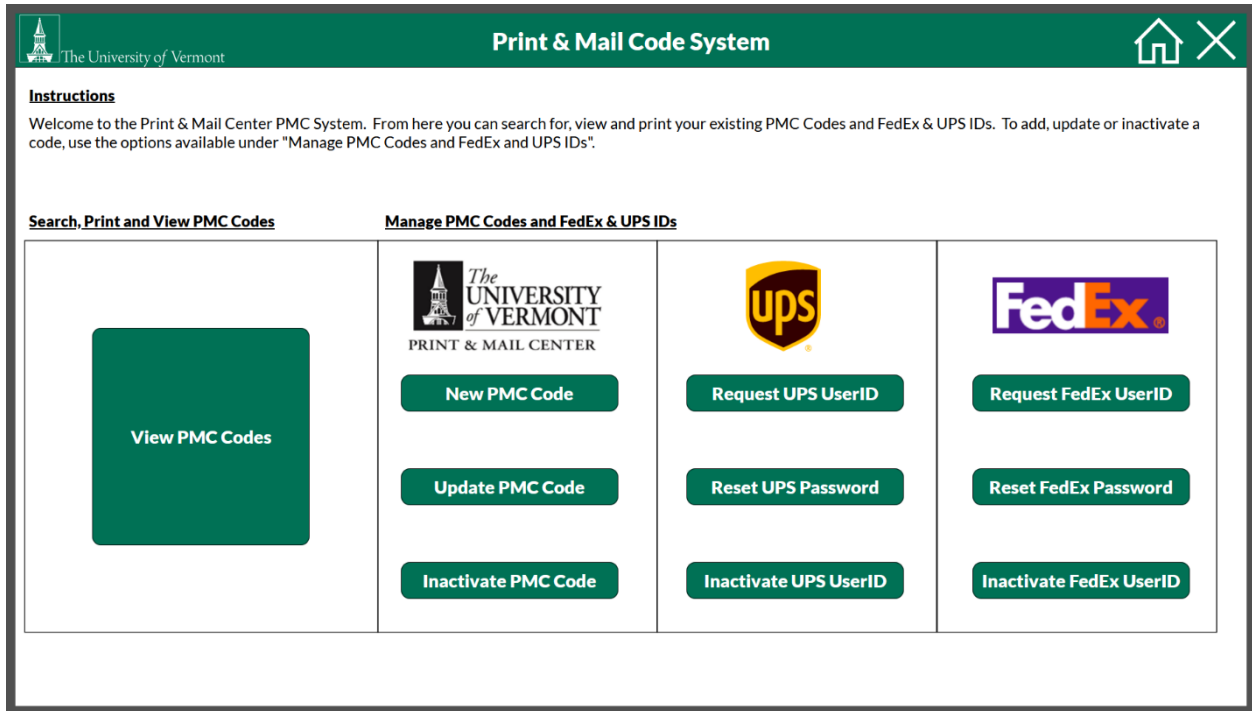 The University of Vermont
Print & Mail Code System
Instructions
Welcome to the Print & Mail Center PMC System. From here you can search for, view and print your existing PMC Codes and FedEx & UPS IDs. To add, update or inactivate a
code, use the options available under "Manage PMC Codes and FedEx and UPS IDs".
Search, Print and View PMC Codes
Manage PMC Codes and FedEx & UPS IDs
View PMC Codes
The
UNIVERSITY
of VERMONT
PRINT & MAIL CENTER
New PMC Code
Update PMC Code
Inactivate PMC Code
ups
Request UPS UserID
Reset UPS Password
Inactivate UPS UserID
FedEx®
Request FedEx UserID
Reset FedEx Password
Inactivate FedEx UserID